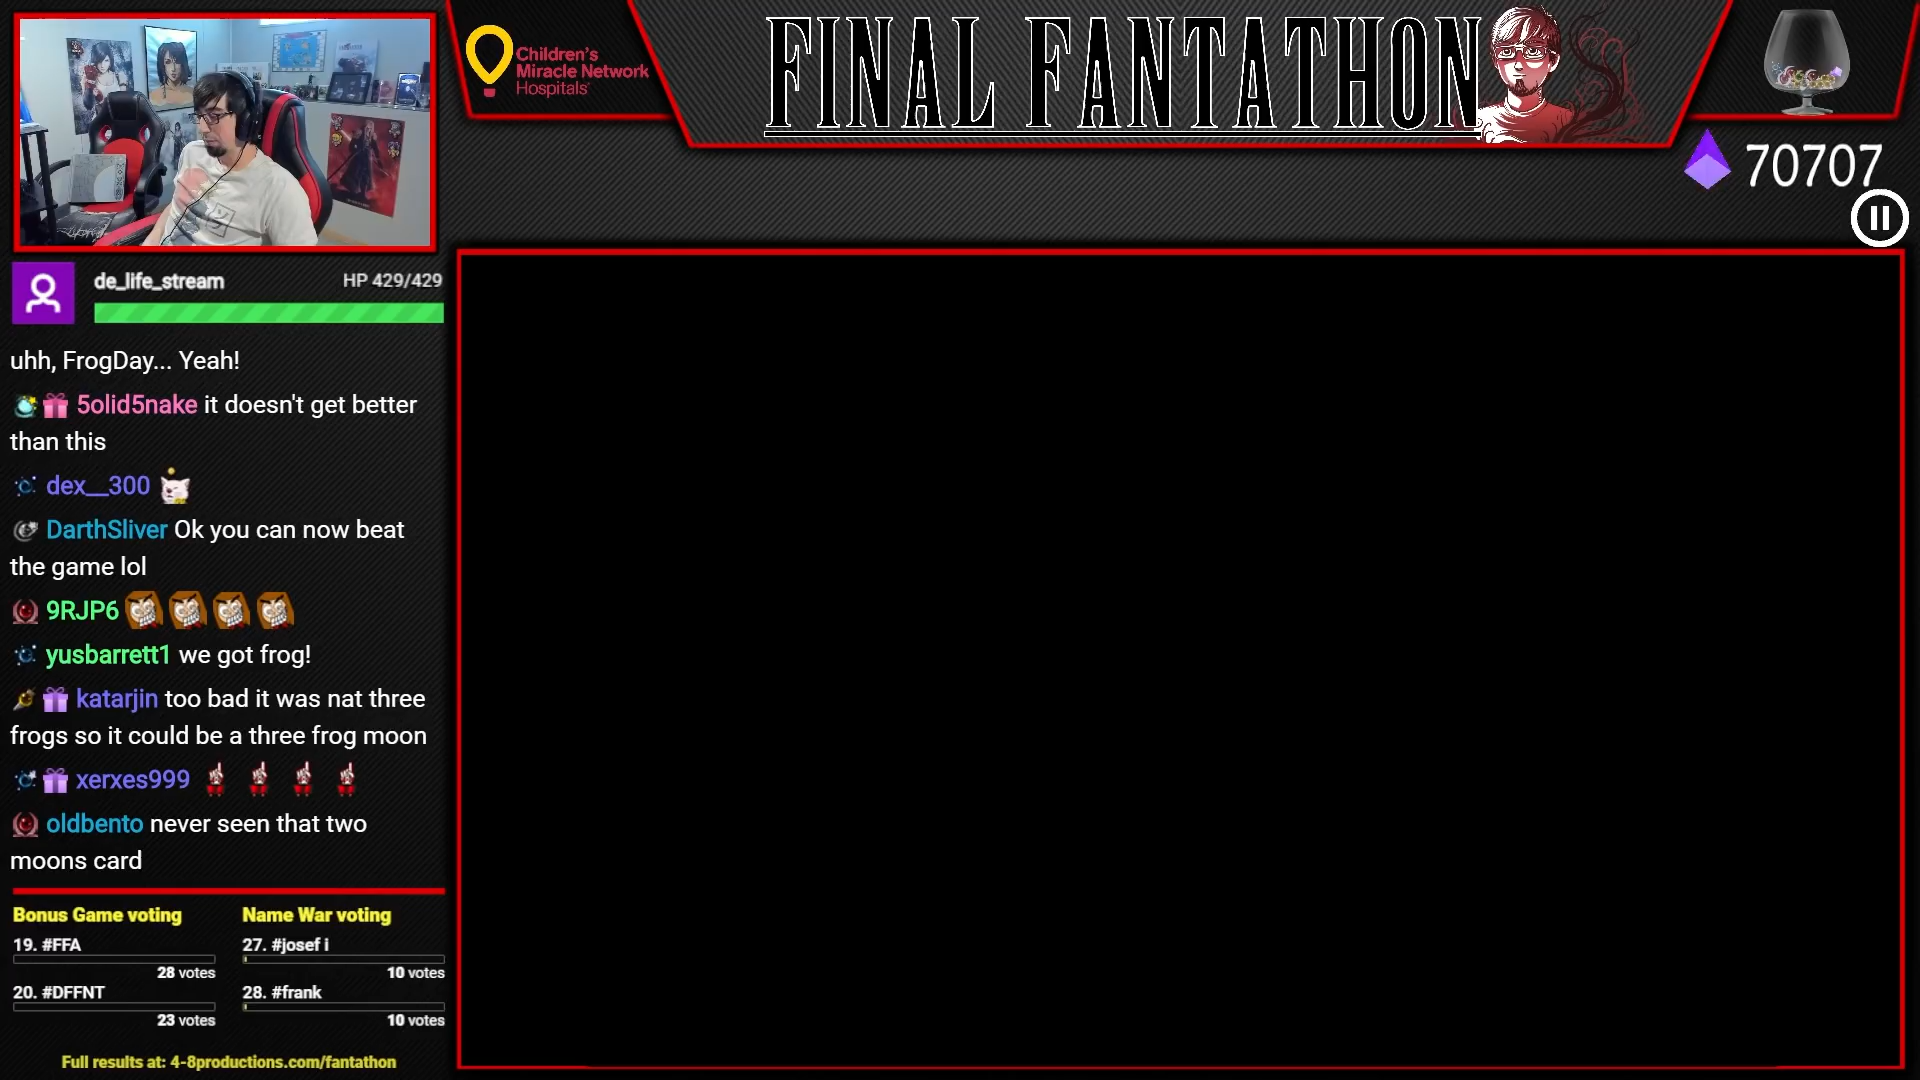 Children's
Miracle Network
Hospitals
FINAL FANTATHON
70707
de_life_stream HP 429/429
uhh, FrogDay... Yeah!
5olid5nake it doesn't get better
than this
dex__300
DarthSliver Ok you can now beat
the game lol
9RJP6
yusbarrett1 we got frog!
katarjin too bad it was nat three
frogs so it could be a three frog moon
xerxes999
oldbento never seen that two
moons card
Bonus Game voting
19. #FFA
28 votes
20. #DFFNT
23 votes
Name War voting
27. #josef i
10 votes
28. #frank
10 votes
Full results at: 4-8productions.com/fantathon